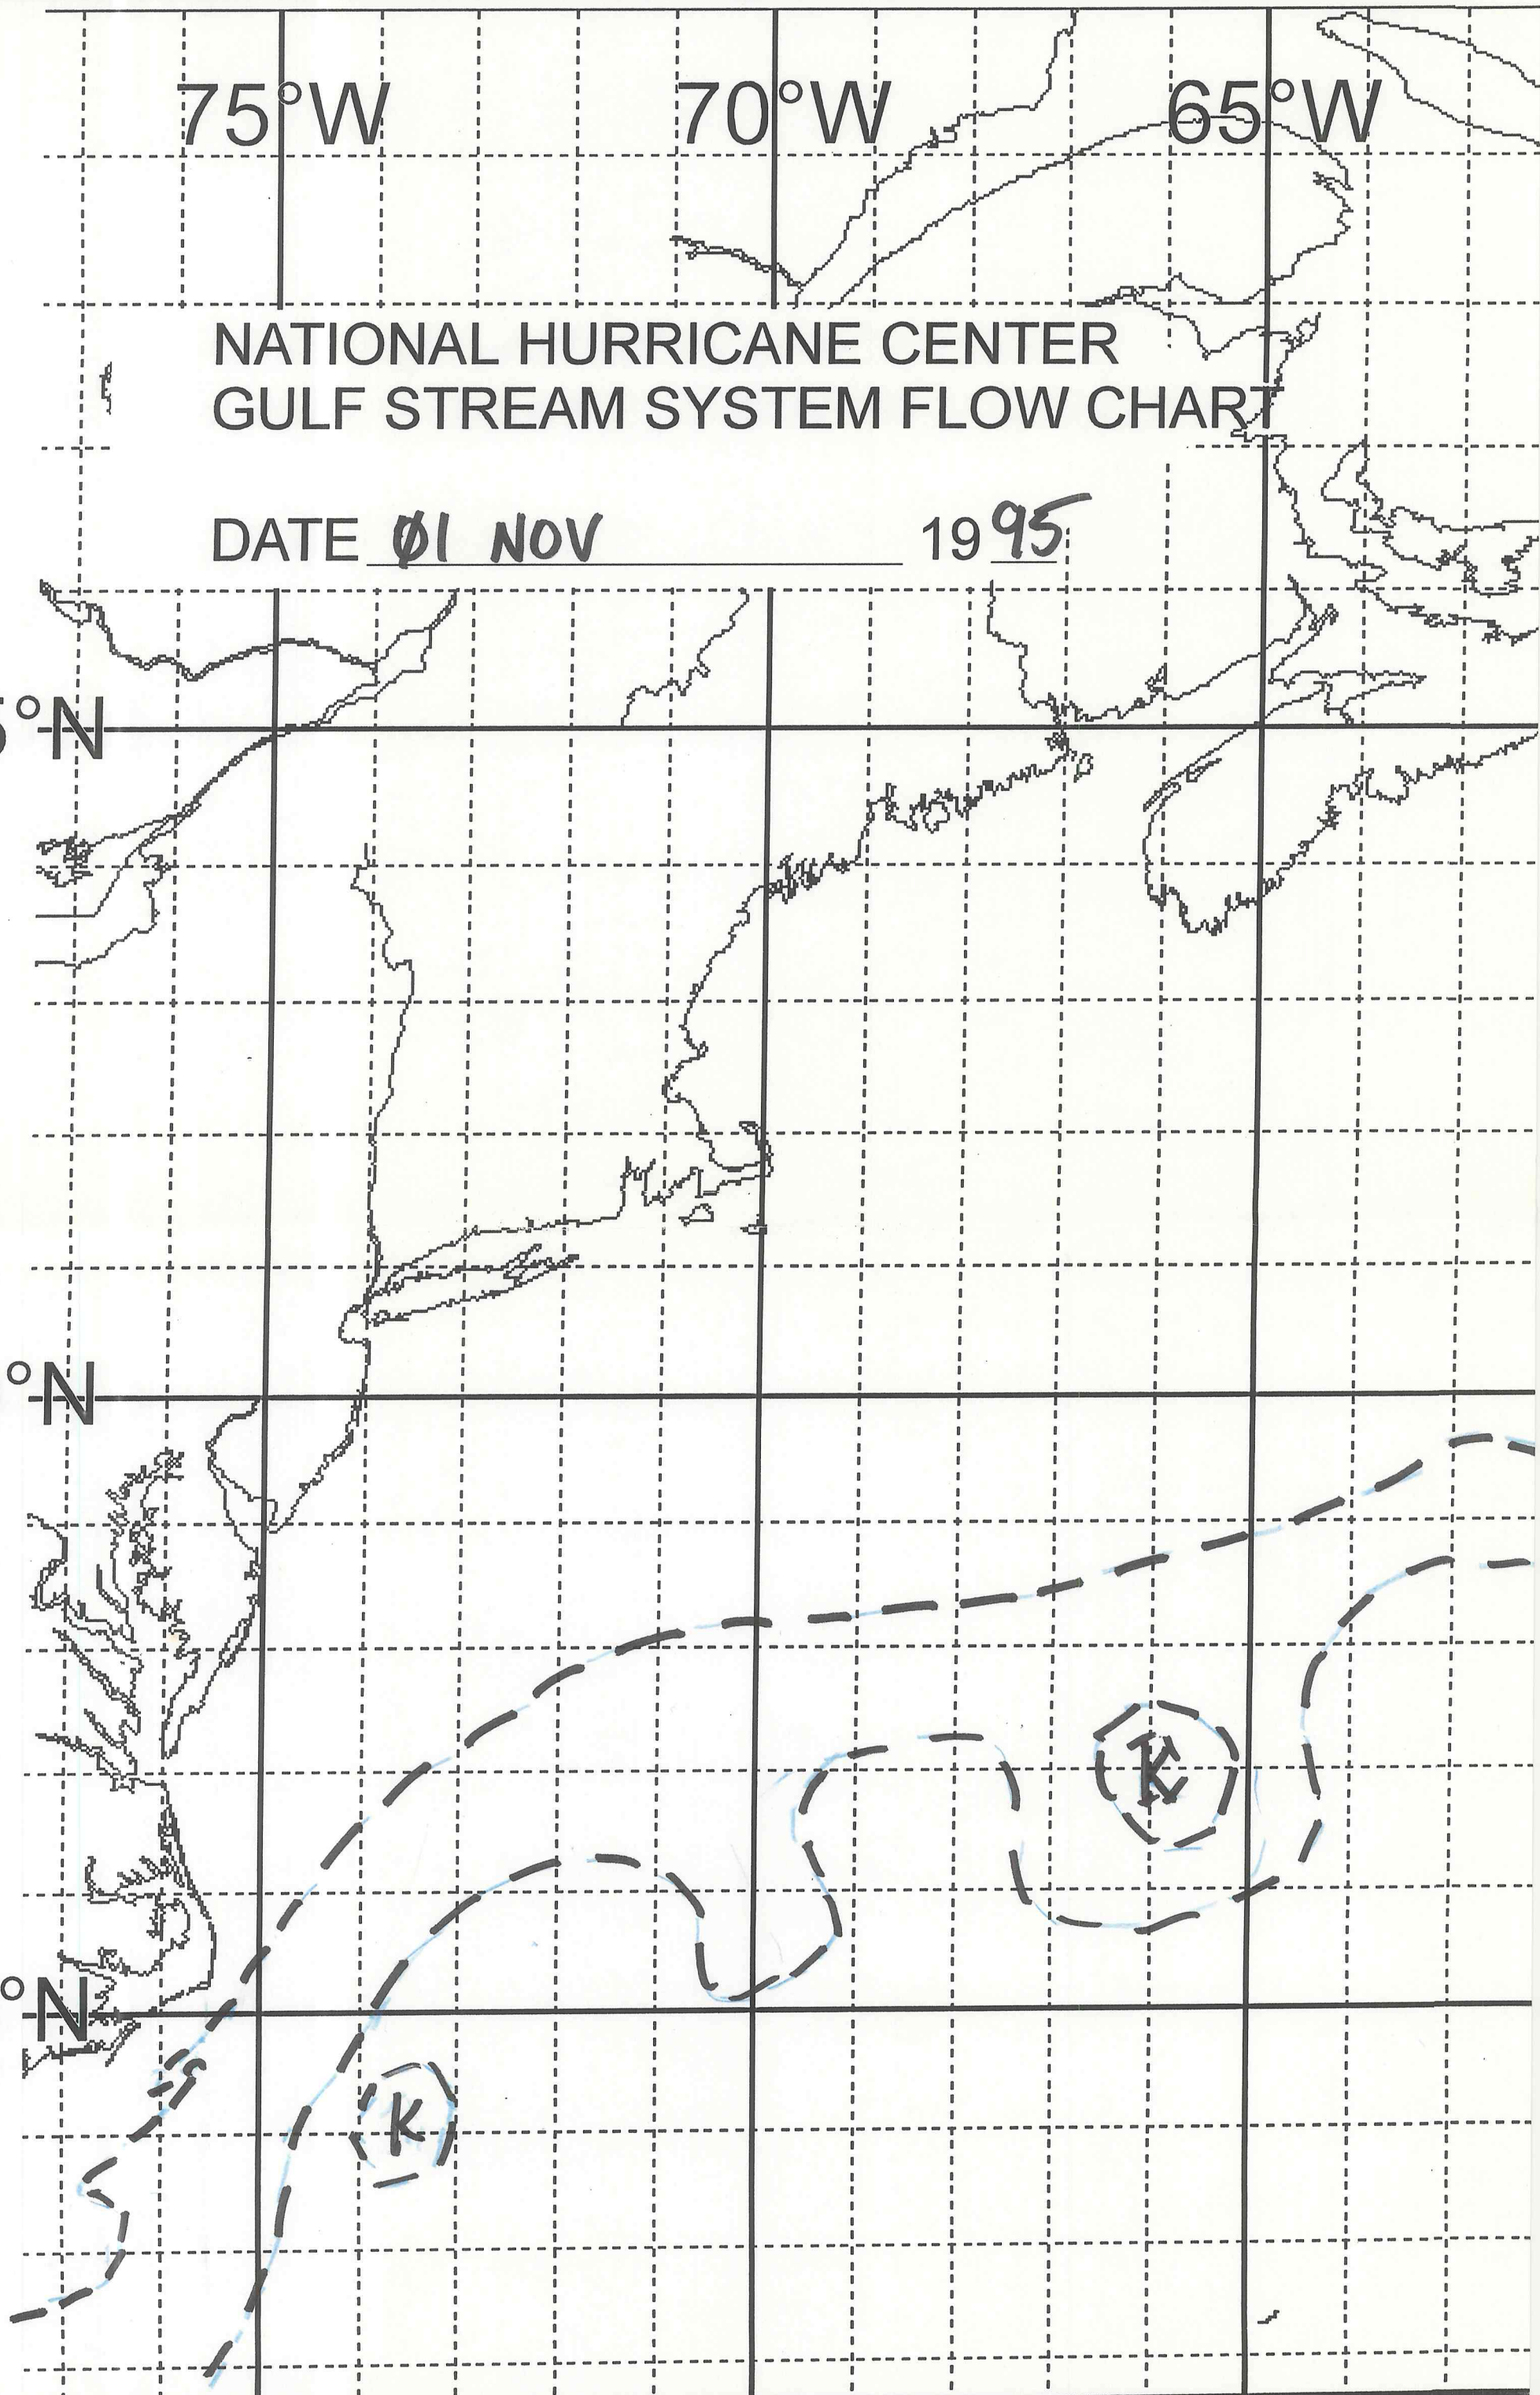 75°W 70°W 65°W
NATIONAL HURRICANE CENTER
GULF STREAM SYSTEM FLOW CHART
DATE Ø1 NOV 1995
5°N
°N
K
°N
K